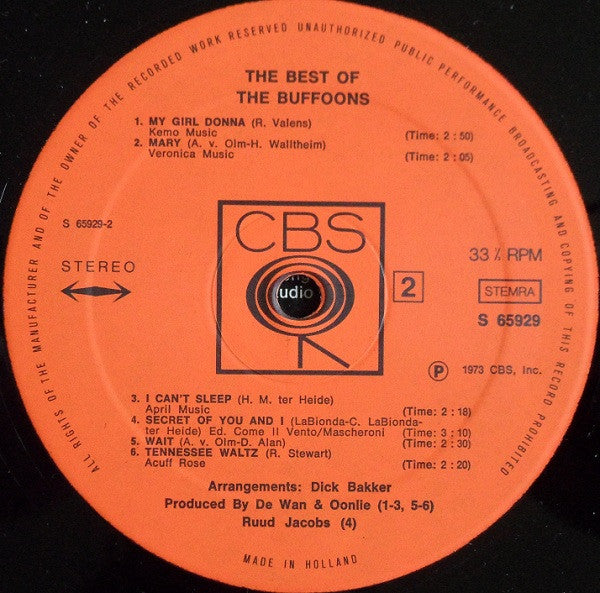 ALL RIGHTS OF THE MANUFACTURER AND OF THE OWNER OF THE RECORDED WORK RESERVED UNAUTHORIZED PUBLIC PERFORMANCE BROADCASTING AND COPYING OF THIS RECORD PROHIBITED
THE BEST OF
THE BUFFOONS
1. MY GIRL DONNA (R. Valens)
Kemo Music (Time: 2 : 50)
2. MARY (A. v. Olm-H. Walltheim)
Veronica Music (Time: 2 : 05)
S 65929-2
CBS
STEREO
33⅓ RPM
udio
2
STEMRA
S 65929
℗ 1973 CBS, Inc.
3. I CAN'T SLEEP (H. M. ter Heide)
April Music (Time: 2 : 18)
4. SECRET OF YOU AND I (LaBionda-C. LaBionda-
ter Heide) Ed. Come Il Vento/Mascheroni (Time: 3 : 10)
5. WAIT (A. v. Olm-D. Alan) (Time: 2 : 30)
6. TENNESSEE WALTZ (R. Stewart)
Acuff Rose (Time: 2 : 20)
Arrangements: Dick Bakker
Produced By De Wan & Oonlie (1-3, 5-6)
Ruud Jacobs (4)
MADE IN HOLLAND